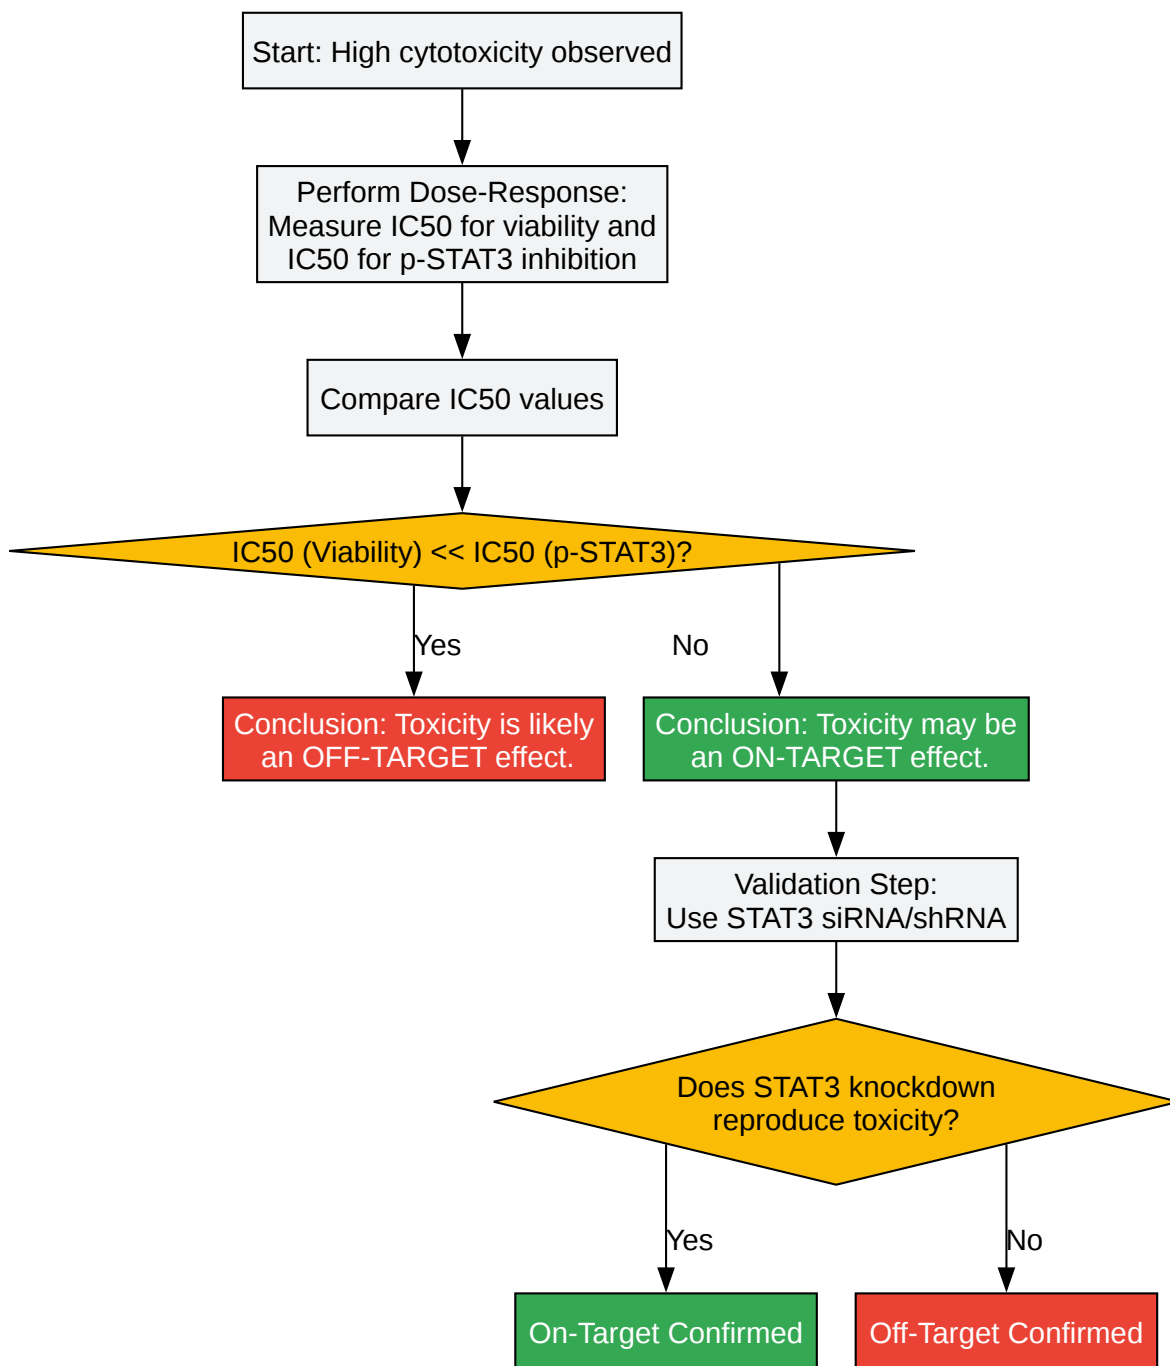 Start: High cytotoxicity observed
Perform Dose-Response:
Measure IC50 for viability and
IC50 for p-STAT3 inhibition
Compare IC50 values
IC50 (Viability) << IC50 (p-STAT3)?
Yes
No
Conclusion: Toxicity is likely
an OFF-TARGET effect.
Conclusion: Toxicity may be
an ON-TARGET effect.
Validation Step:
Use STAT3 siRNA/shRNA
Does STAT3 knockdown
reproduce toxicity?
Yes
No
On-Target Confirmed
Off-Target Confirmed